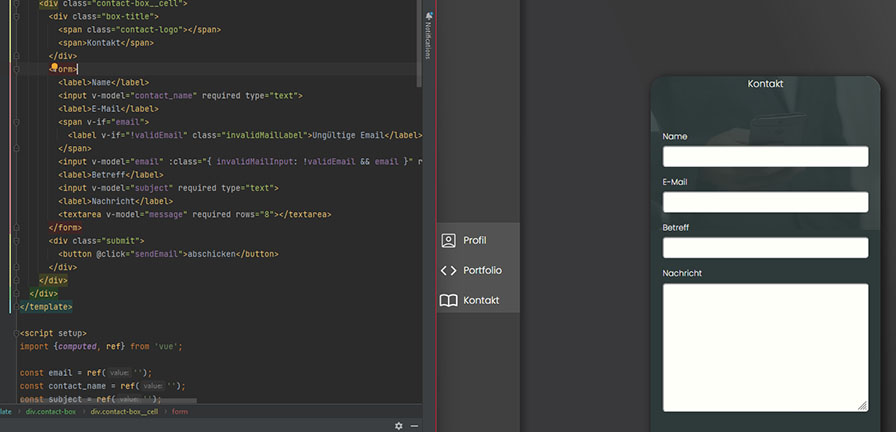 <div class="contact-box__cell">
<div class="box-title">
<span class="contact-logo"></span>
<span>Kontakt</span>
</div>
<form>
<label>Name</label>
<input v-model="contact_name" required type="text">
<label>E-Mail</label>
<span v-if="email">
<label v-if="!validEmail" class="invalidMailLabel">Ungültige Email</label>
</span>
<input v-model="email" :class="{ invalidMailInput: !validEmail && email }" r
<label>Betreff</label>
<input v-model="subject" required type="text">
<label>Nachricht</label>
<textarea v-model="message" required rows="8"></textarea>
</form>
<div class="submit">
<button @click="sendEmail">abschicken</button>
</div>
</div>
</div>
</template>
<script setup>
import {computed, ref} from 'vue';
const email = ref( value: '');
const contact_name = ref( value: '');
const subject = ref( value: '');
late > div.contact-box > div.contact-box__cell > form
Notifications
Profil
Portfolio
Kontakt
Kontakt
Name
E-Mail
Betreff
Nachricht